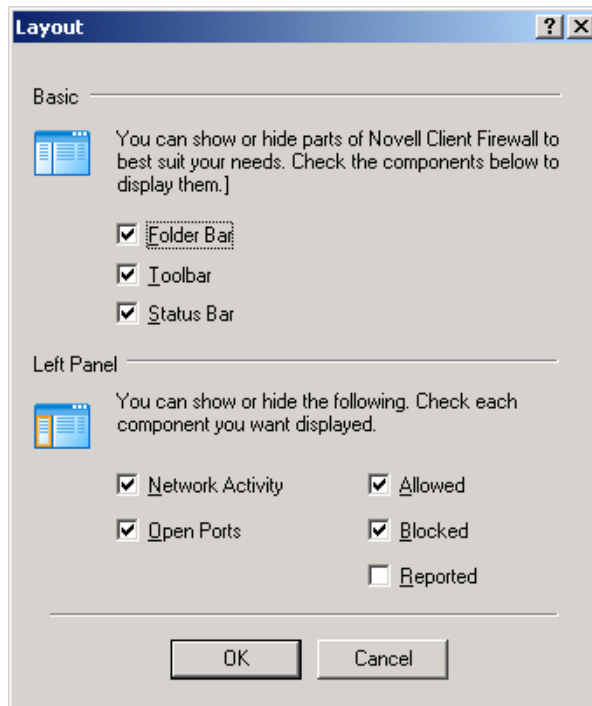 Layout
Basic
You can show or hide parts of Novell Client Firewall to
best suit your needs. Check the components below to
display them.]
Folder Bar
Toolbar
Status Bar
Left Panel
You can show or hide the following. Check each
component you want displayed.
Network Activity
Allowed
Open Ports
Blocked
Reported
OK
Cancel